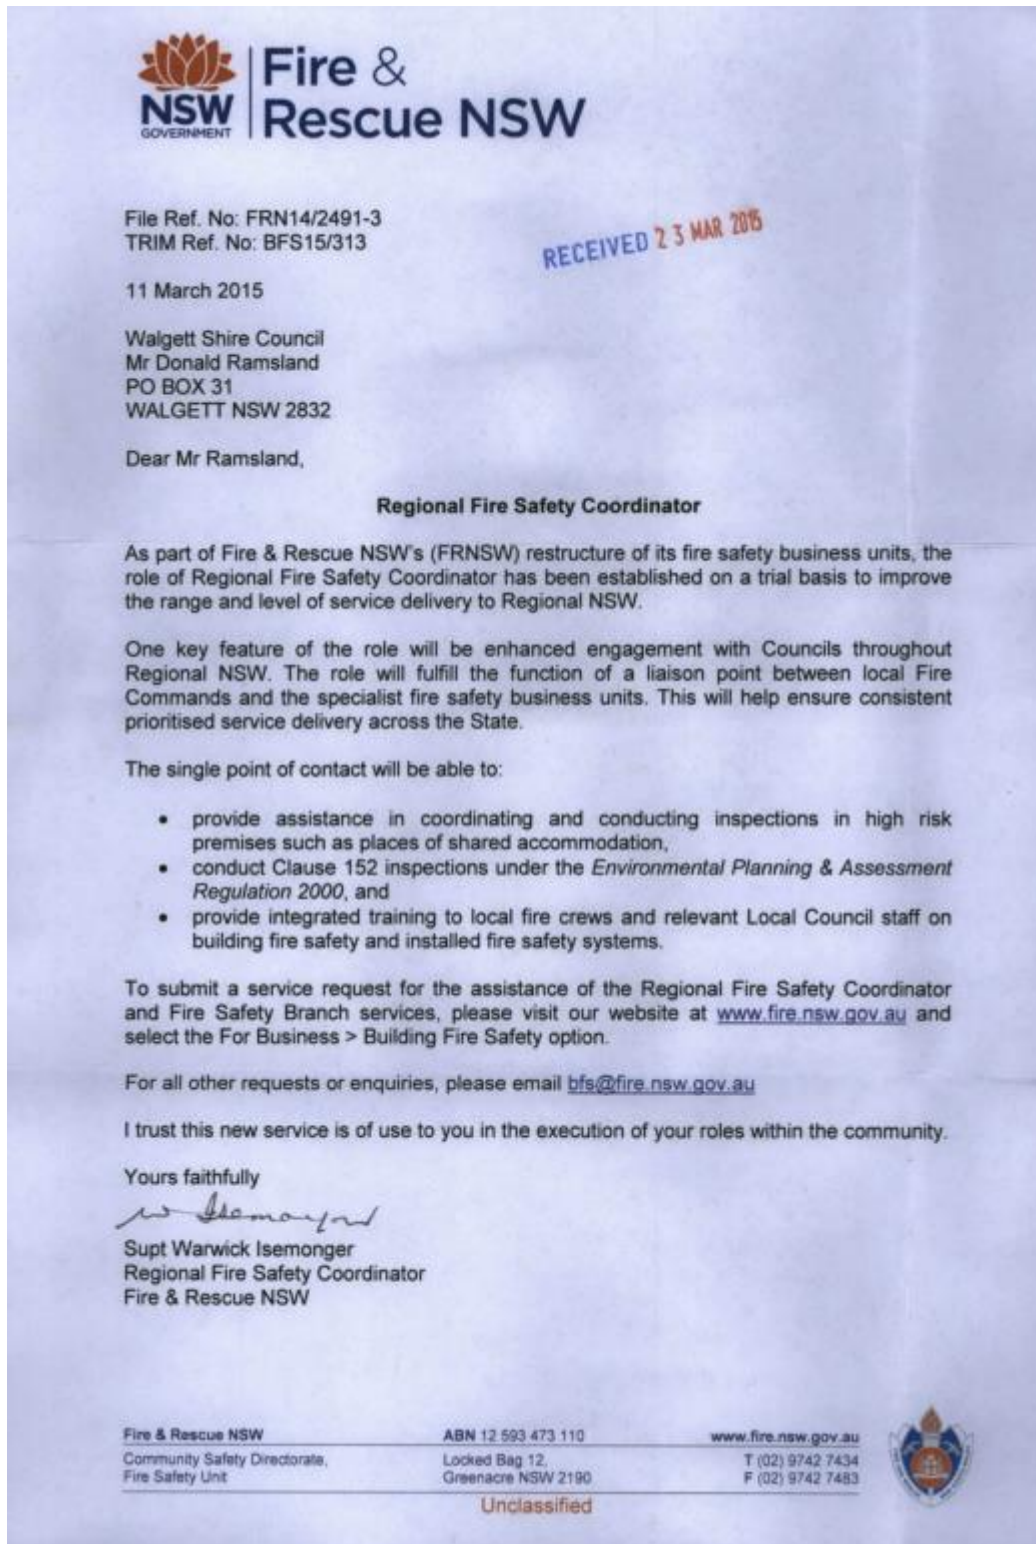 NSW
GOVERNMENT
Fire &
Rescue NSW
File Ref. No: FRN14/2491-3
TRIM Ref. No: BFS15/313
RECEIVED 23 MAR 2015
11 March 2015
Walgett Shire Council
Mr Donald Ramsland
PO BOX 31
WALGETT NSW 2832
Dear Mr Ramsland,
Regional Fire Safety Coordinator
As part of Fire & Rescue NSW's (FRNSW) restructure of its fire safety business units, the
role of Regional Fire Safety Coordinator has been established on a trial basis to improve
the range and level of service delivery to Regional NSW.
One key feature of the role will be enhanced engagement with Councils throughout
Regional NSW. The role will fulfill the function of a liaison point between local Fire
Commands and the specialist fire safety business units. This will help ensure consistent
prioritised service delivery across the State.
The single point of contact will be able to:
• provide assistance in coordinating and conducting inspections in high risk
premises such as places of shared accommodation,
• conduct Clause 152 inspections under the Environmental Planning & Assessment
Regulation 2000, and
• provide integrated training to local fire crews and relevant Local Council staff on
building fire safety and installed fire safety systems.
To submit a service request for the assistance of the Regional Fire Safety Coordinator
and Fire Safety Branch services, please visit our website at www.fire.nsw.gov.au and
select the For Business > Building Fire Safety option.
For all other requests or enquiries, please email bfs@fire.nsw.gov.au
I trust this new service is of use to you in the execution of your roles within the community.
Yours faithfully
W Isemonger
Supt Warwick Isemonger
Regional Fire Safety Coordinator
Fire & Rescue NSW
Fire & Rescue NSW
Community Safety Directorate,
Fire Safety Unit
ABN 12 593 473 110
Locked Bag 12,
Greenacre NSW 2190
www.fire.nsw.gov.au
T (02) 9742 7434
F (02) 9742 7483
Unclassified